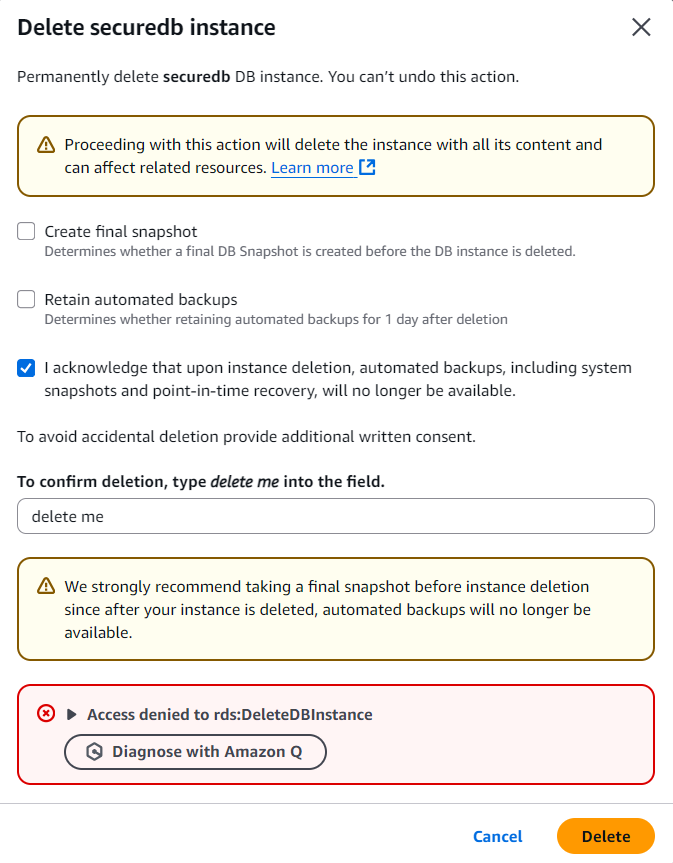 Delete securedb instance
Permanently delete securedb DB instance. You can’t undo this action.
Proceeding with this action will delete the instance with all its content and
can affect related resources. Learn more
Create final snapshot
Determines whether a final DB Snapshot is created before the DB instance is deleted.
Retain automated backups
Determines whether retaining automated backups for 1 day after deletion
I acknowledge that upon instance deletion, automated backups, including system
snapshots and point-in-time recovery, will no longer be available.
To avoid accidental deletion provide additional written consent.
To confirm deletion, type delete me into the field.
delete me
We strongly recommend taking a final snapshot before instance deletion
since after your instance is deleted, automated backups will no longer be
available.
Access denied to rds:DeleteDBInstance
Diagnose with Amazon Q
Cancel Delete